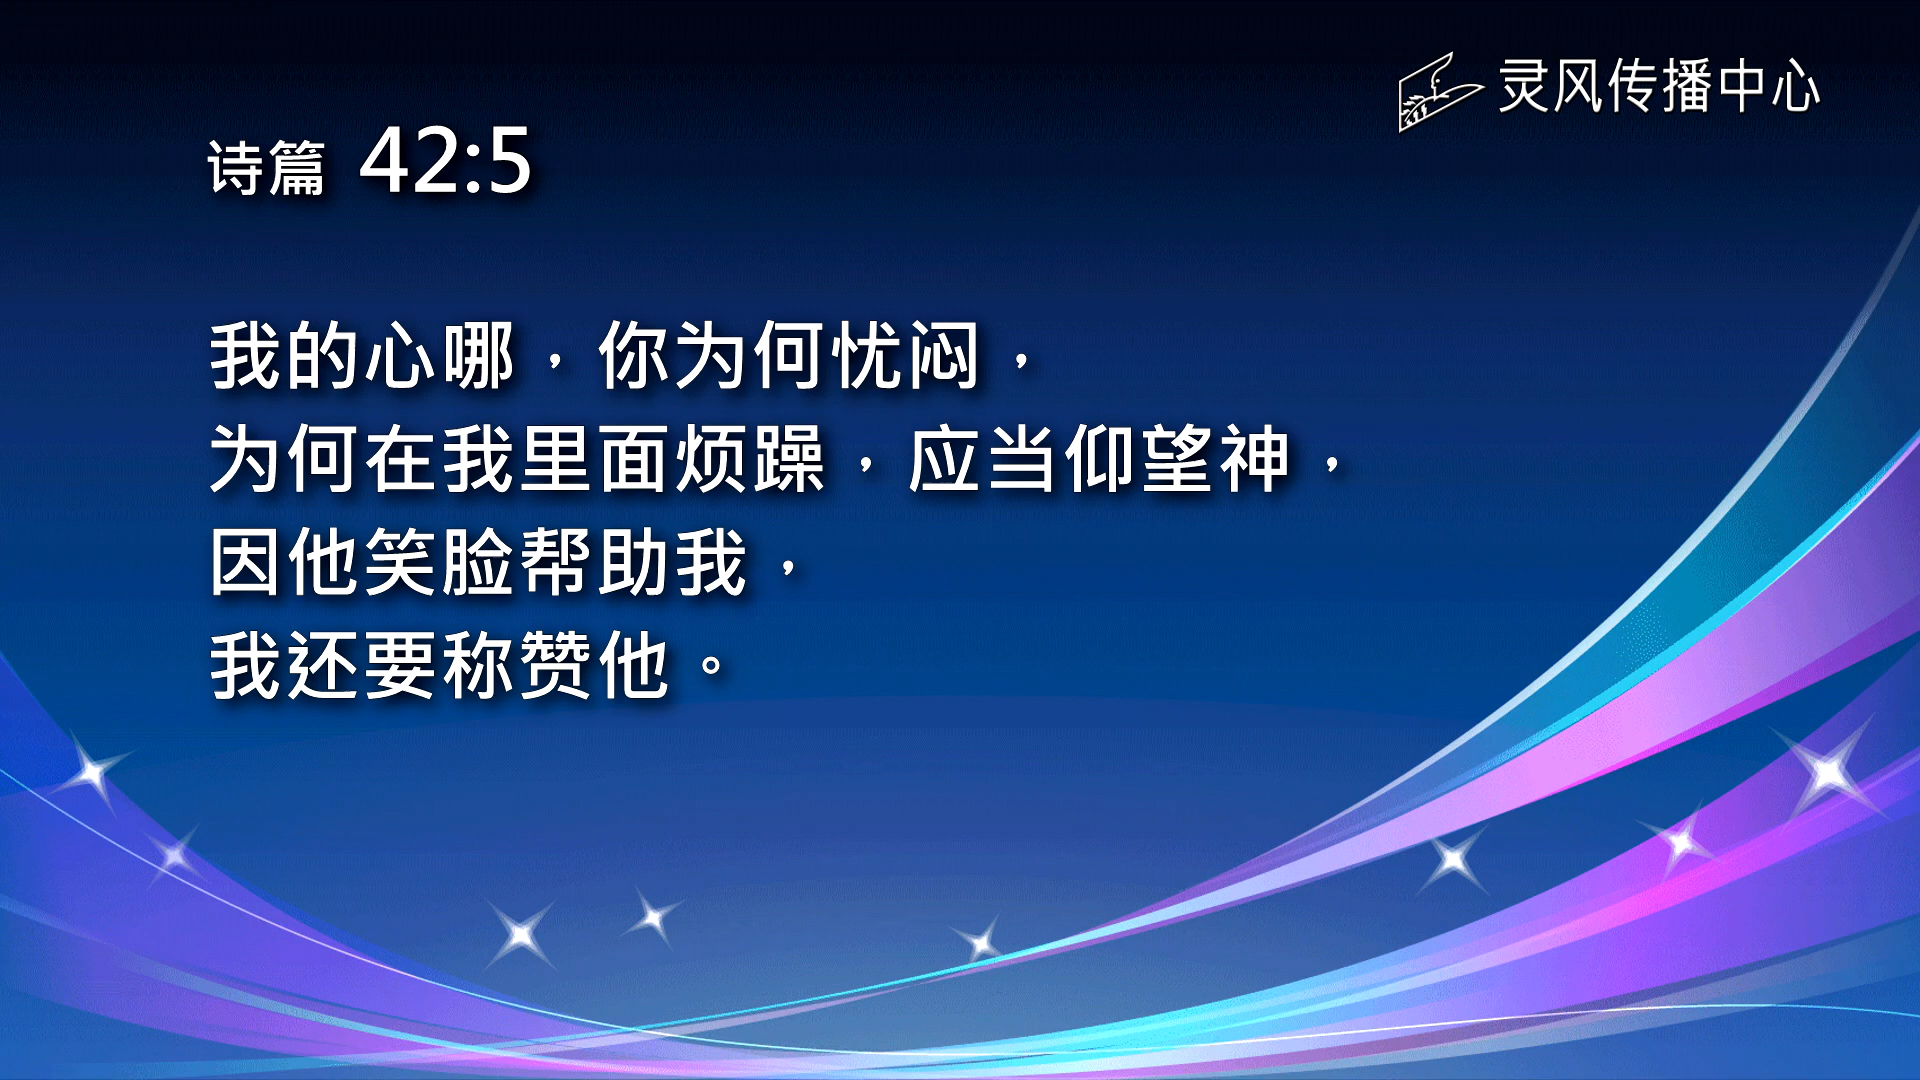 灵风传播中心
诗篇 42:5
我的心哪，你为何忧闷，
为何在我里面烦躁，应当仰望神，
因他笑脸帮助我，
我还要称赞他。